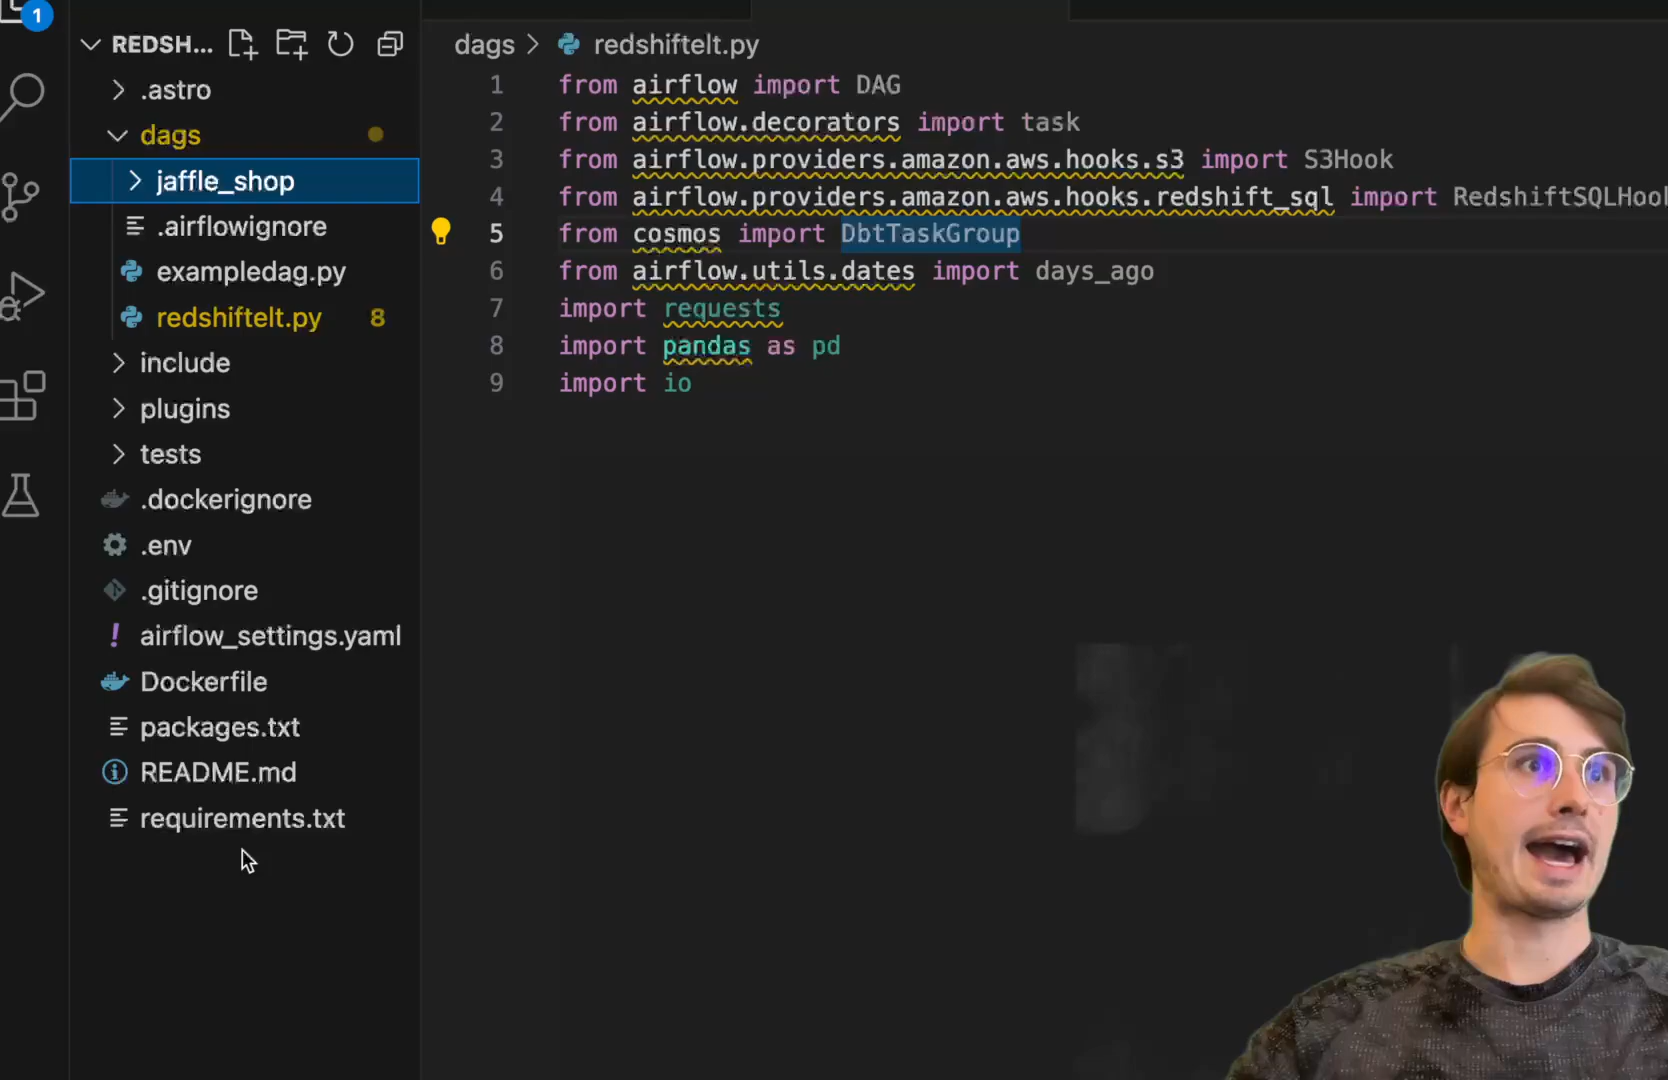 1
REDSH...
.astro
dags
jaffle_shop
.airflowignore
exampledag.py
redshiftelt.py 8
include
plugins
tests
.dockerignore
.env
.gitignore
airflow_settings.yaml
Dockerfile
packages.txt
README.md
requirements.txt
dags > redshiftelt.py
1 from airflow import DAG
2 from airflow.decorators import task
3 from airflow.providers.amazon.aws.hooks.s3 import S3Hook
4 from airflow.providers.amazon.aws.hooks.redshift_sql import RedshiftSQLHool
5 from cosmos import DbtTaskGroup
6 from airflow.utils.dates import days_ago
7 import requests
8 import pandas as pd
9 import io